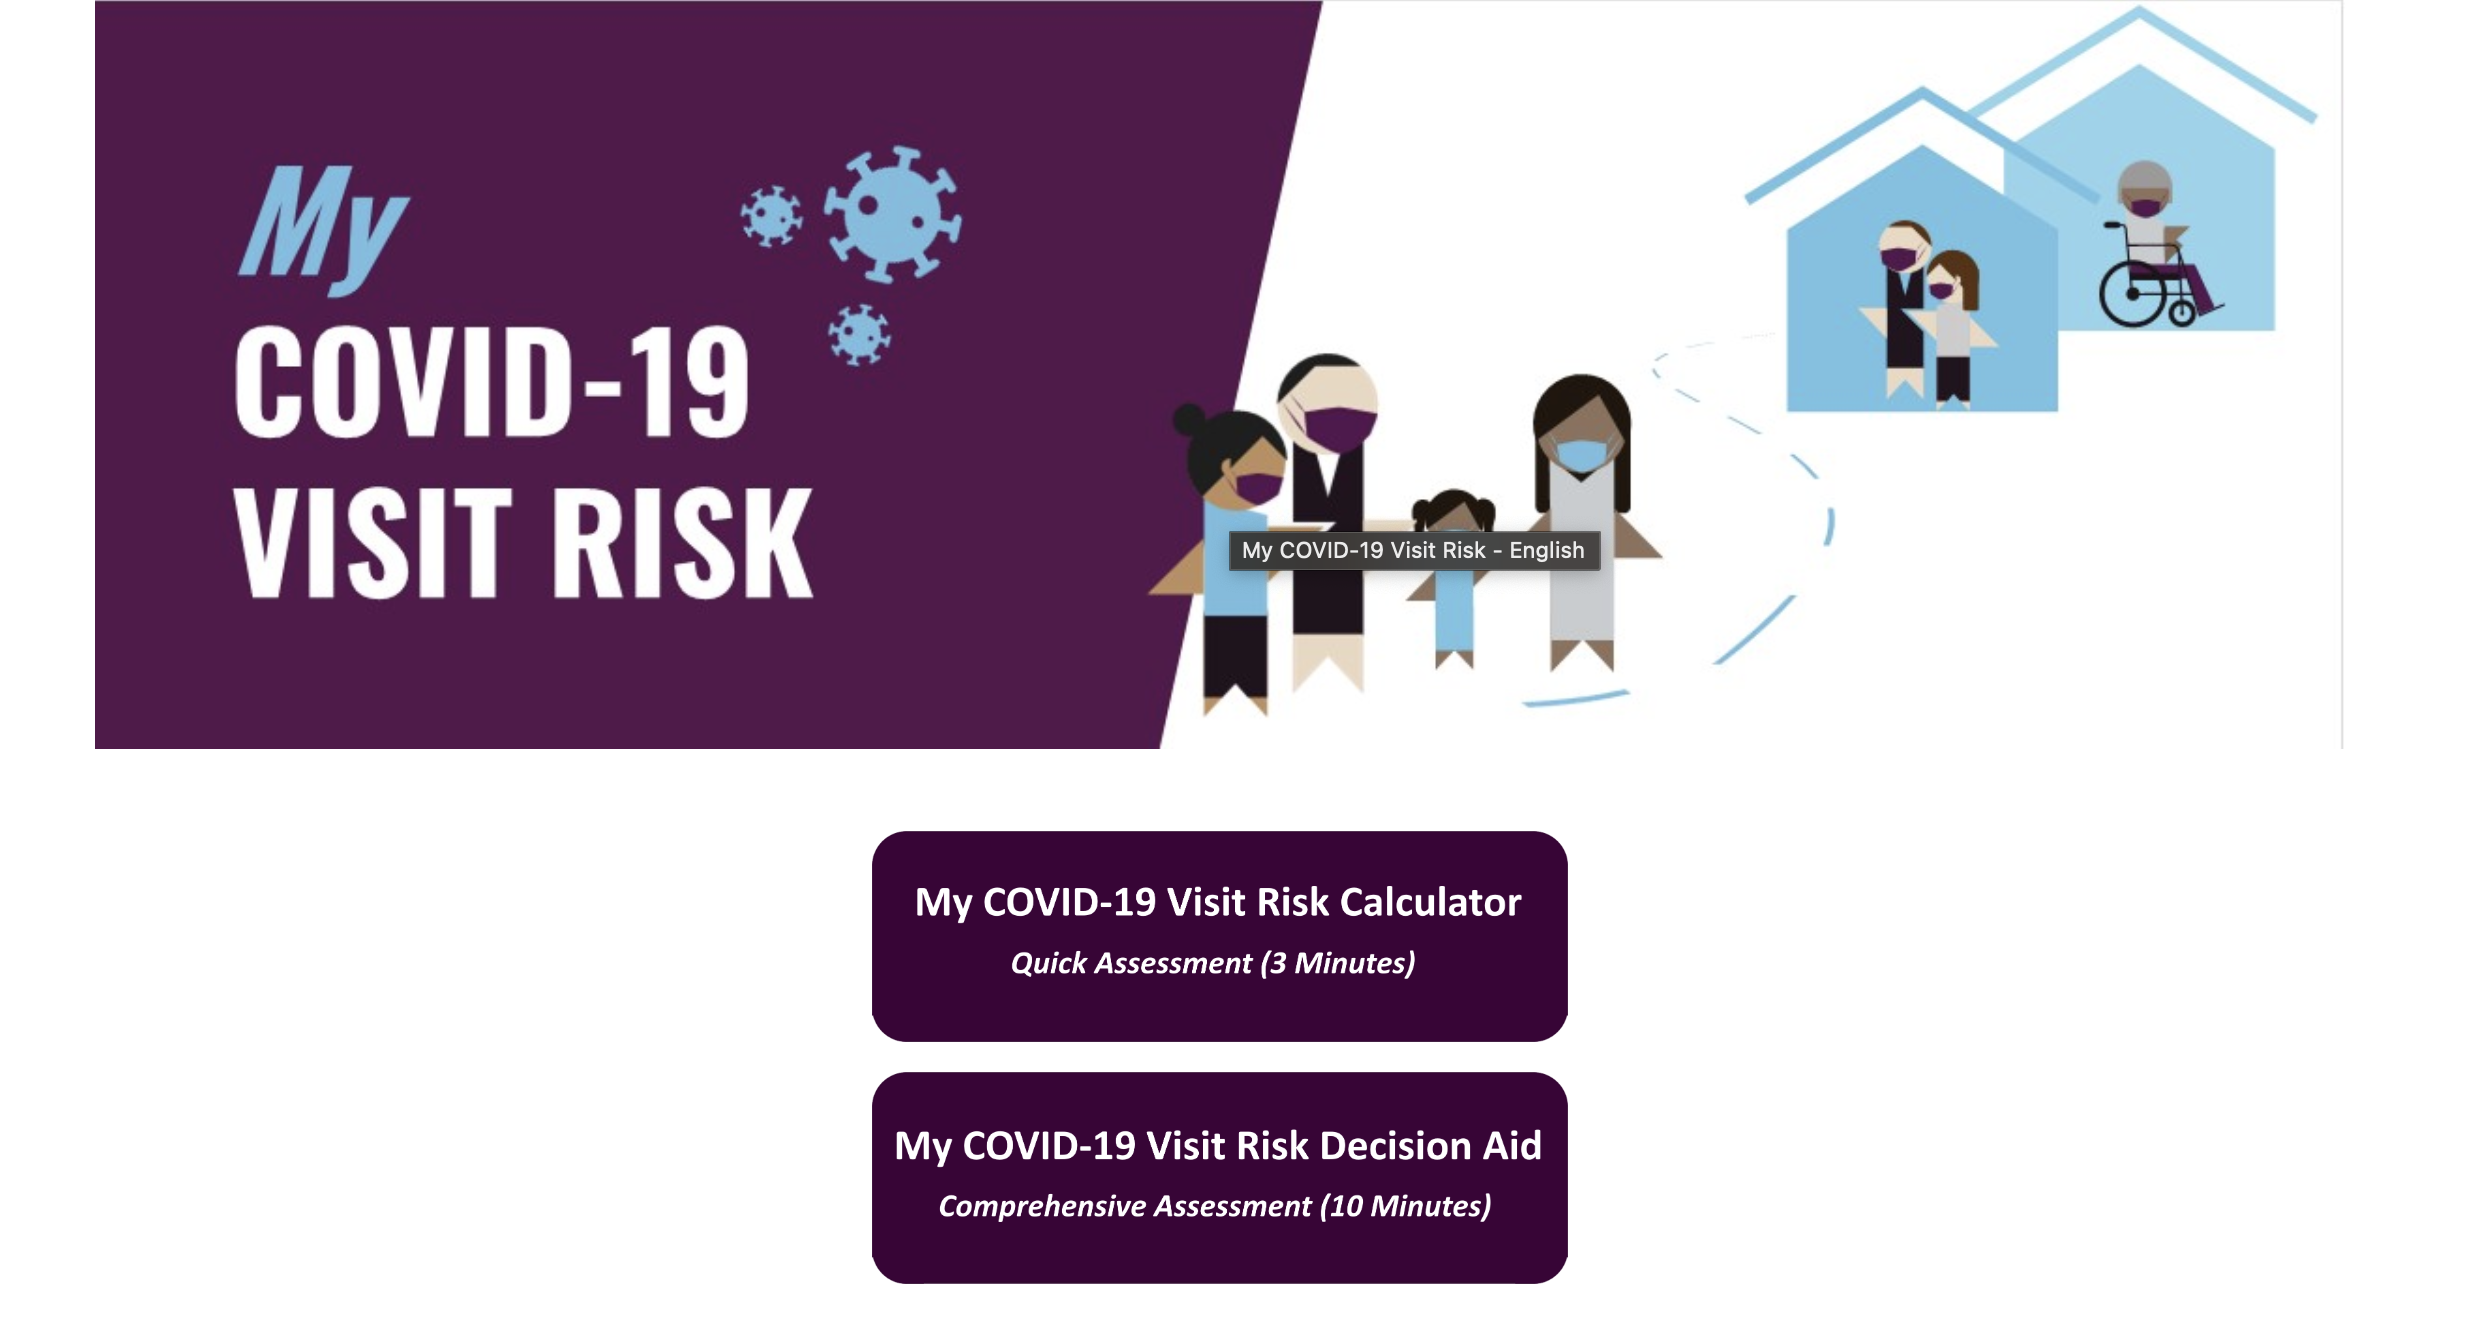 My
COVID-19
VISIT RISK
My COVID-19 Visit Risk - English
My COVID-19 Visit Risk Calculator
Quick Assessment (3 Minutes)
My COVID-19 Visit Risk Decision Aid
Comprehensive Assessment (10 Minutes)